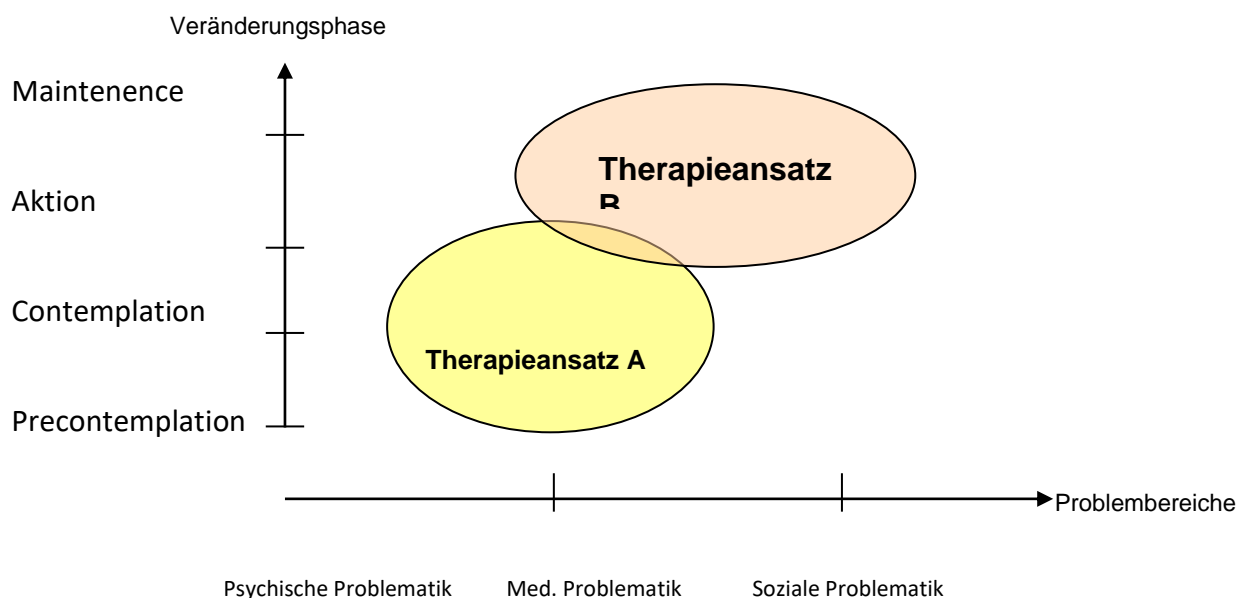 Veränderungsphase
Maintenence
Therapieansatz
B
Aktion
Contemplation
Therapieansatz A
Precontemplation
Problembereiche
Psychische Problematik Med. Problematik Soziale Problematik